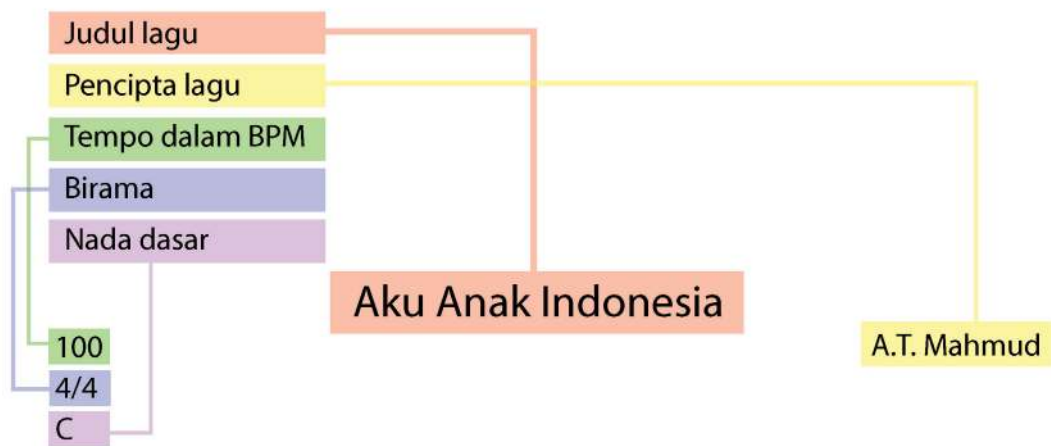 Judul lagu
Pencipta lagu
Tempo dalam BPM
Birama
Nada dasar
Aku Anak Indonesia
A.T. Mahmud
100
4/4
C